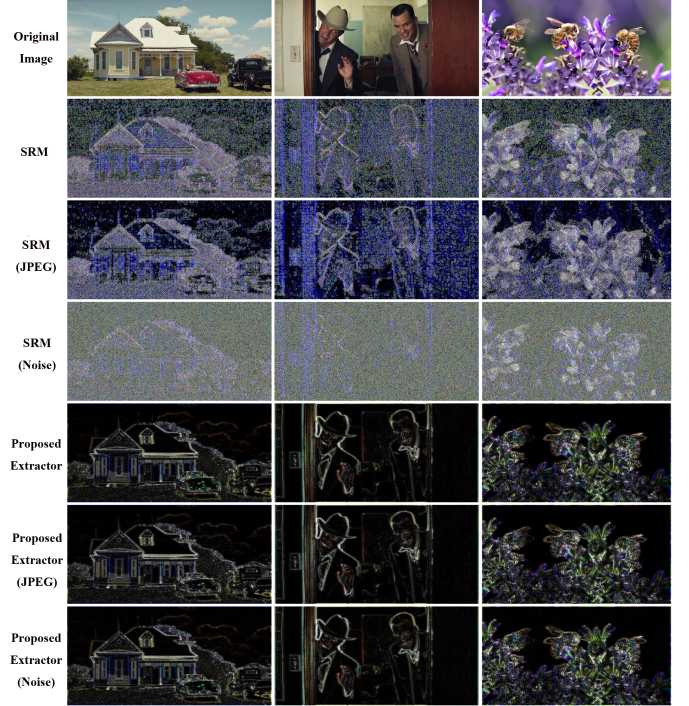 Original
Image
SRM
SRM
(JPEG)
SRM
(Noise)
Proposed
Extractor
Proposed
Extractor
(JPEG)
Proposed
Extractor
(Noise)